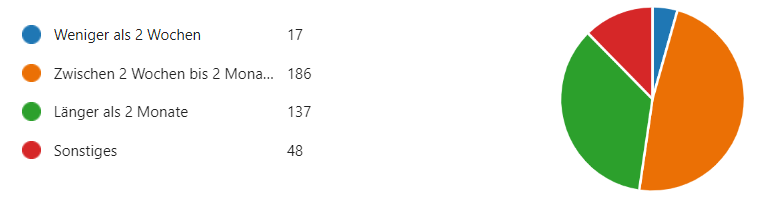 Weniger als 2 Wochen 17
Zwischen 2 Wochen bis 2 Mona... 186
Länger als 2 Monate 137
Sonstiges 48